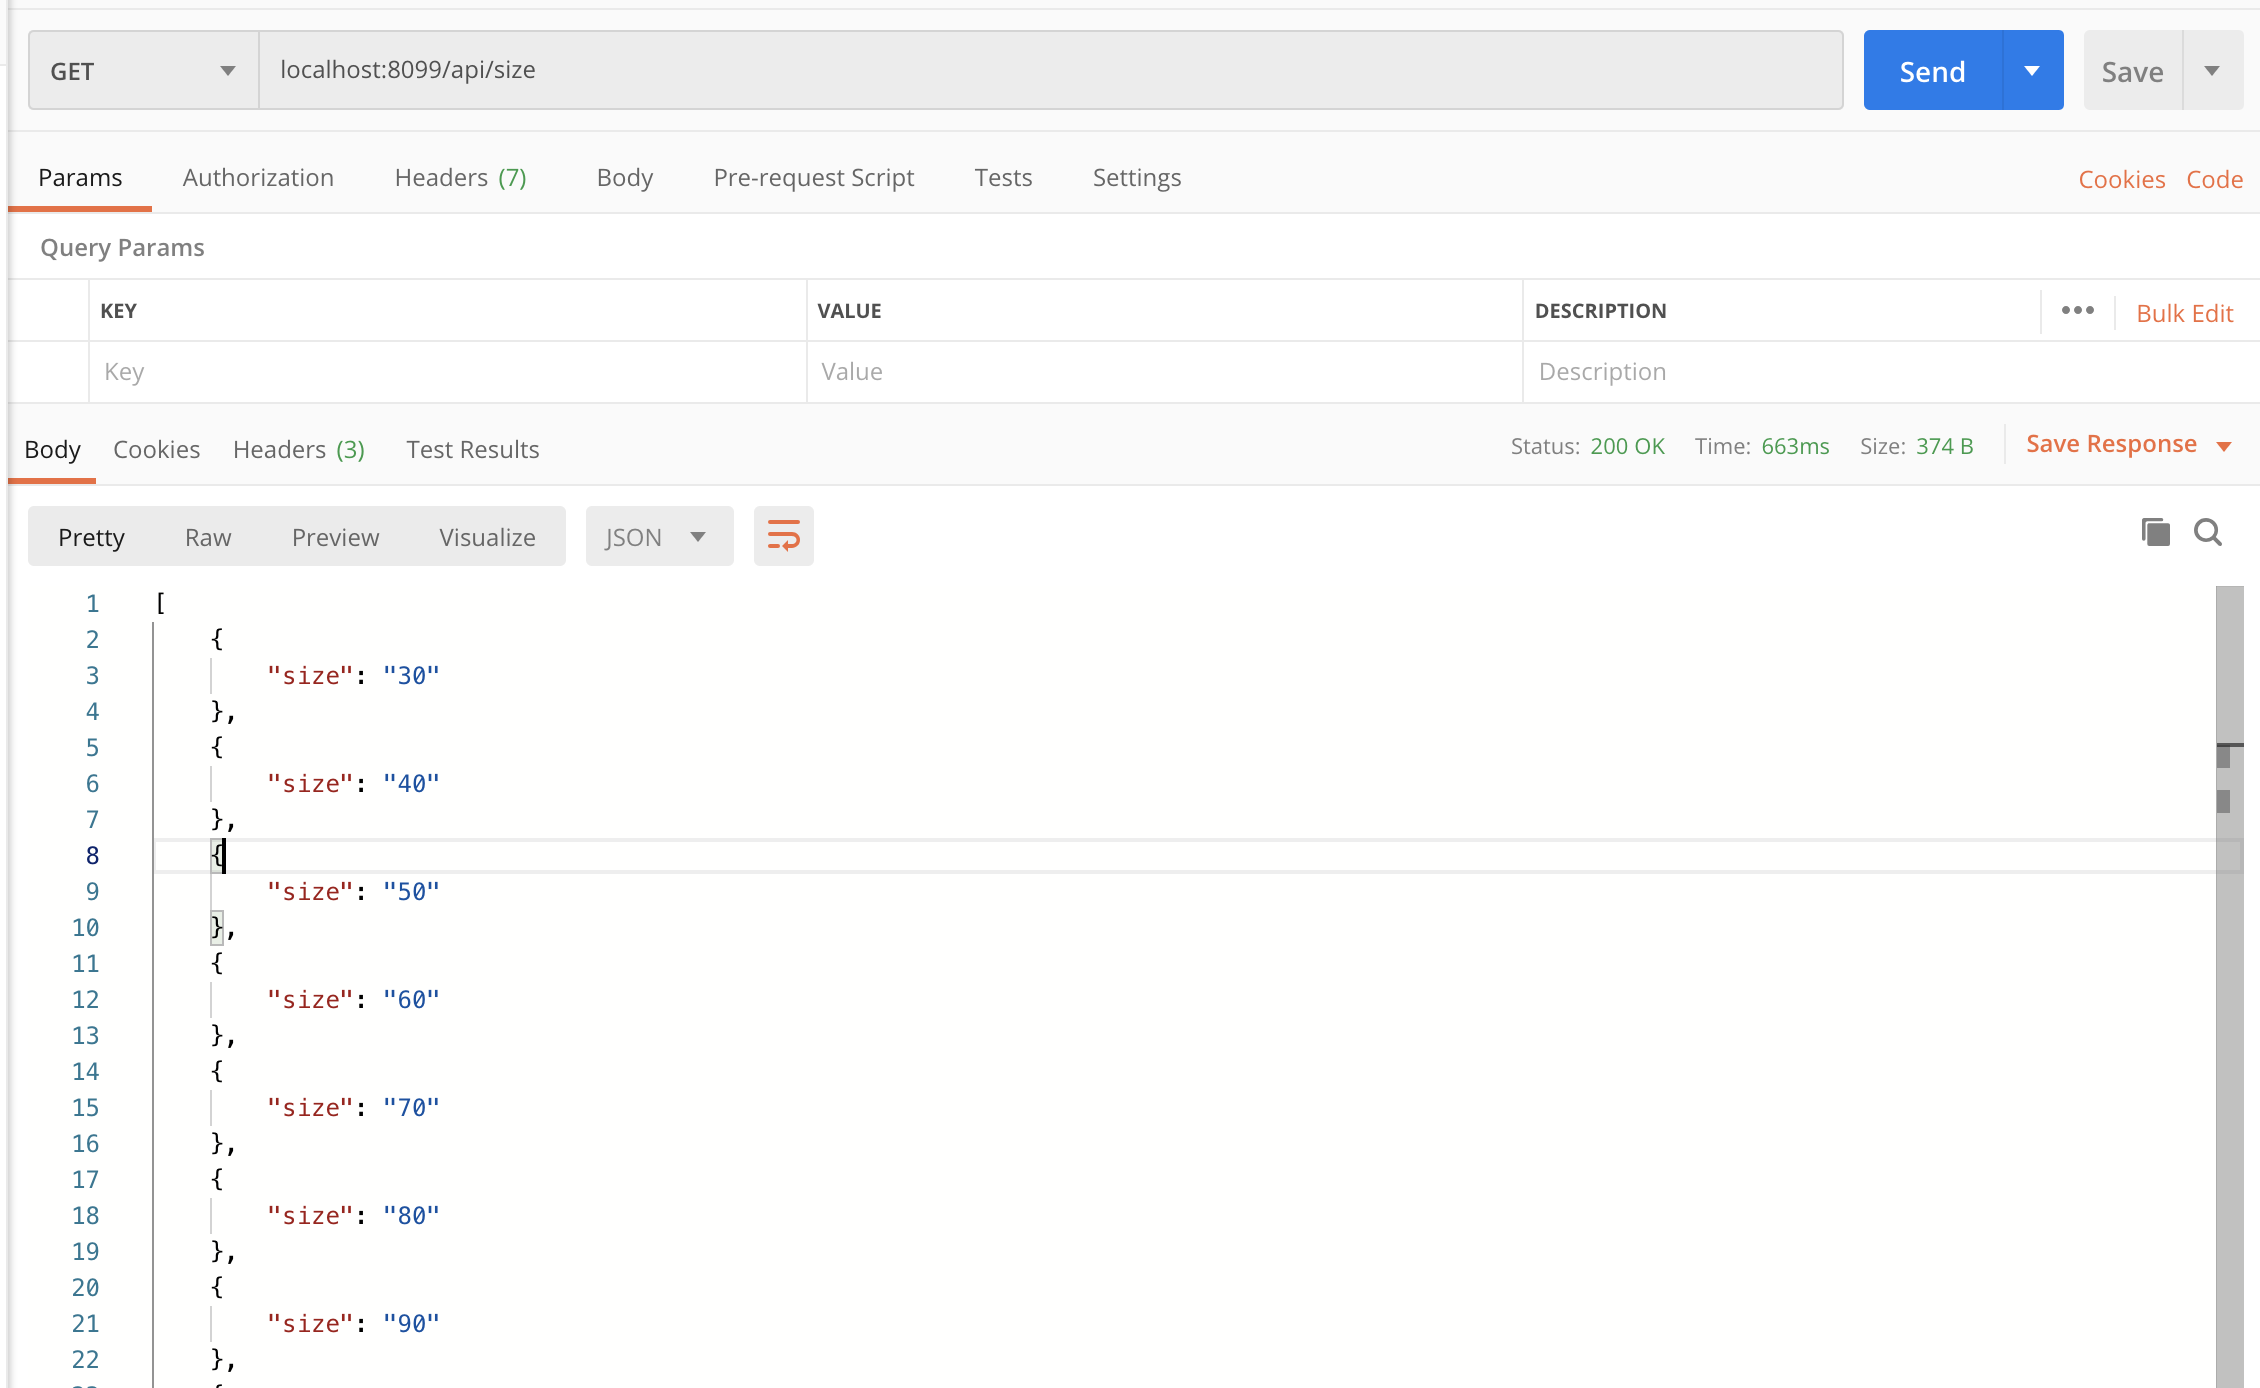 GET localhost:8099/api/size Send Save
Params Authorization Headers (7) Body Pre-request Script Tests Settings Cookies Code
Query Params
KEY VALUE DESCRIPTION ••• Bulk Edit
Key Value Description
Body Cookies Headers (3) Test Results Status: 200 OK Time: 663ms Size: 374 B Save Response
Pretty Raw Preview Visualize JSON
1 [
2 {
3 "size": "30"
4 },
5 {
6 "size": "40"
7 },
8 {
9 "size": "50"
10 },
11 {
12 "size": "60"
13 },
14 {
15 "size": "70"
16 },
17 {
18 "size": "80"
19 },
20 {
21 "size": "90"
22 },